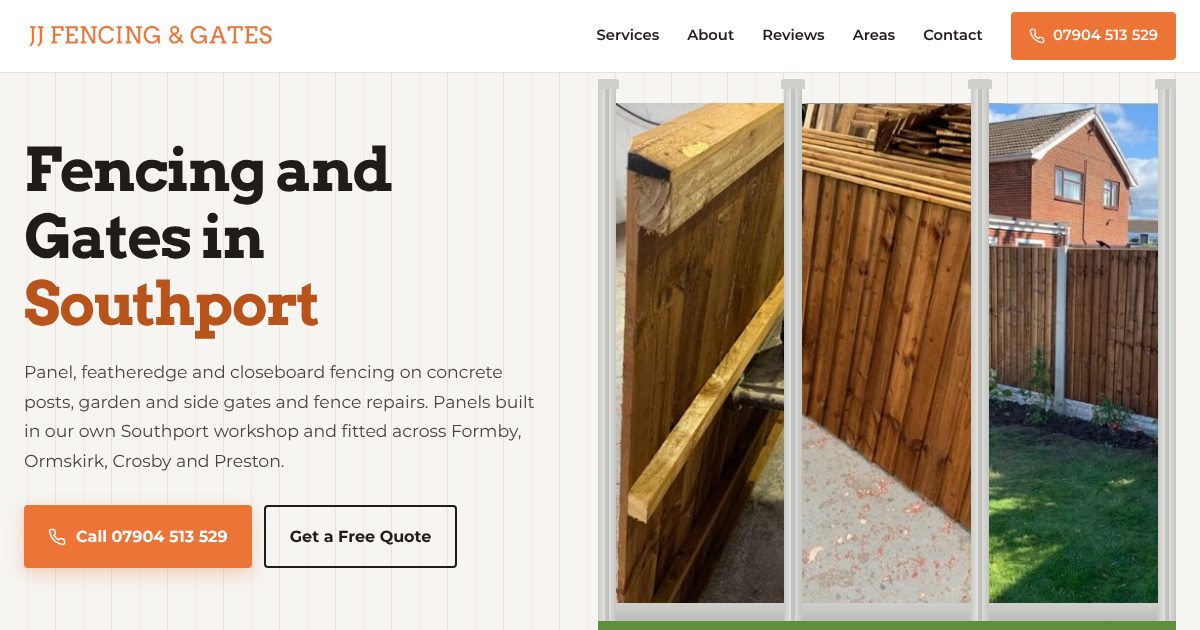 JJ FENCING & GATES
Services
About
Reviews
Areas
Contact
07904 513 529
Fencing and
Gates in
Southport
Panel, featheredge and closeboard fencing on concrete
posts, garden and side gates and fence repairs. Panels built
in our own Southport workshop and fitted across Formby,
Ormskirk, Crosby and Preston.
Call 07904 513 529
Get a Free Quote